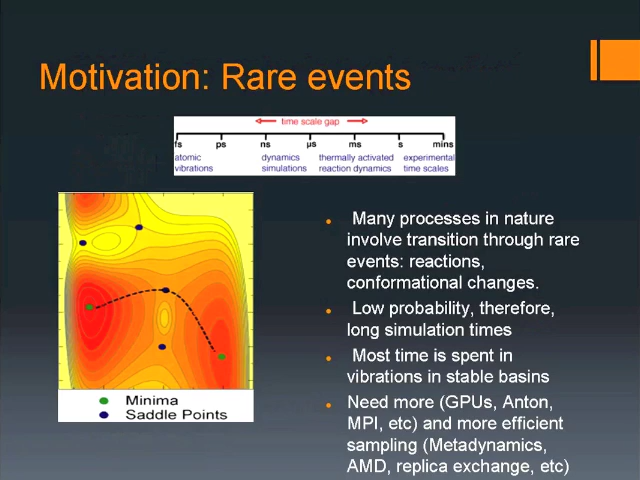 Motivation: Rare events
time scale gap
fs ps ns µs ms s mins
atomic dynamics thermally activated experimental
vibrations simulations reaction dynamics time scales
Many processes in nature
involve transition through rare
events: reactions,
conformational changes.
Low probability, therefore,
long simulation times
Most time is spent in
vibrations in stable basins
Need more (GPUs, Anton,
MPI, etc) and more efficient
sampling (Metadynamics,
AMD, replica exchange, etc)
Minima
Saddle Points